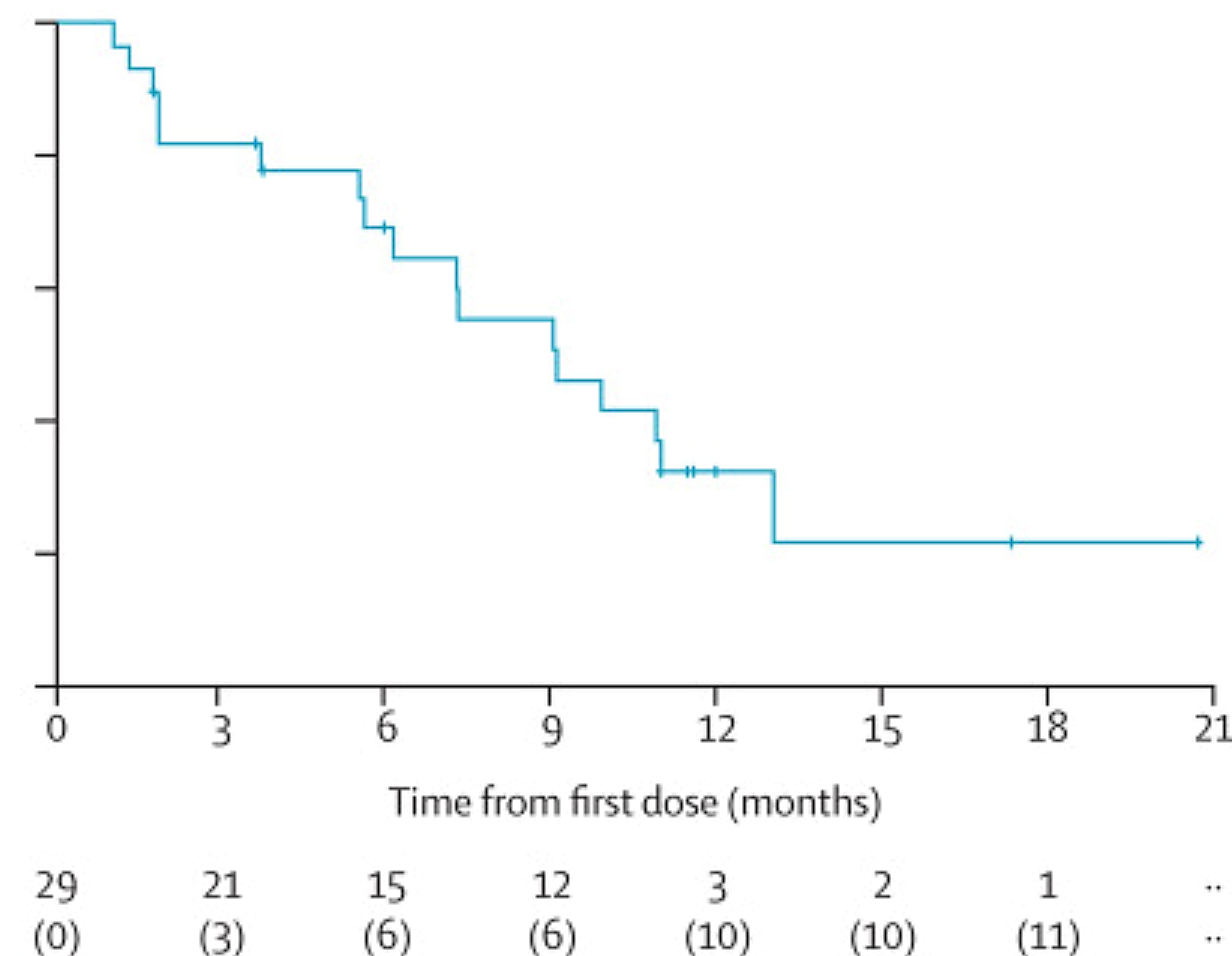 0 3 6 9 12 15 18 21
Time from first dose (months)
29 21 15 12 3 2 1 ··
(0) (3) (6) (6) (10) (10) (11) ··